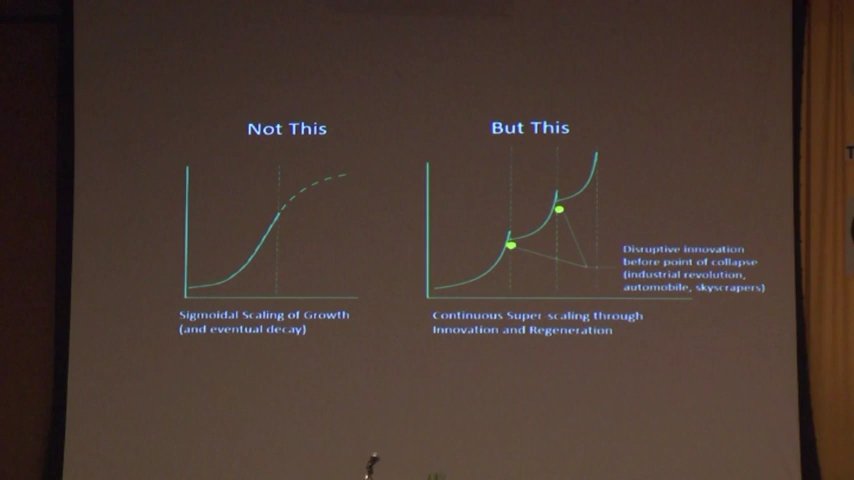 Not This
But This
Disruptive innovation
before point of collapse
(industrial revolution,
automobile, skyscrapers)
Sigmoidal Scaling of Growth
(and eventual decay)
Continuous Super-scaling through
Innovation and Regeneration
T